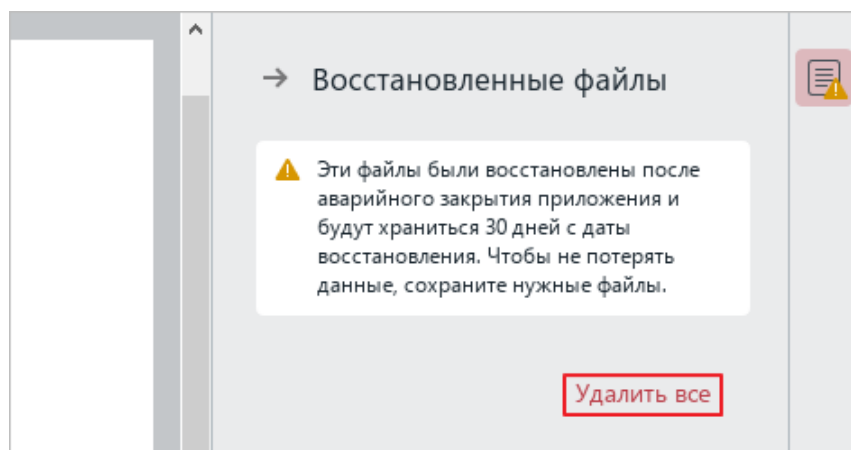 Восстановленные файлы
Эти файлы были восстановлены после
аварийного закрытия приложения и
будут храниться 30 дней с даты
восстановления. Чтобы не потерять
данные, сохраните нужные файлы.
Удалить все